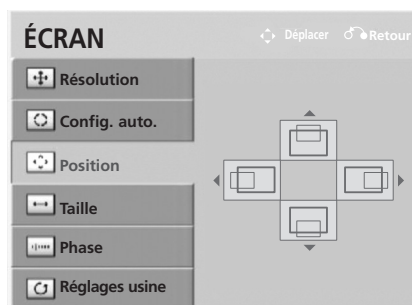 ÉCRAN
Déplacer Retour
Résolution
Config. auto.
Position
Taille
Phase
Réglages usine